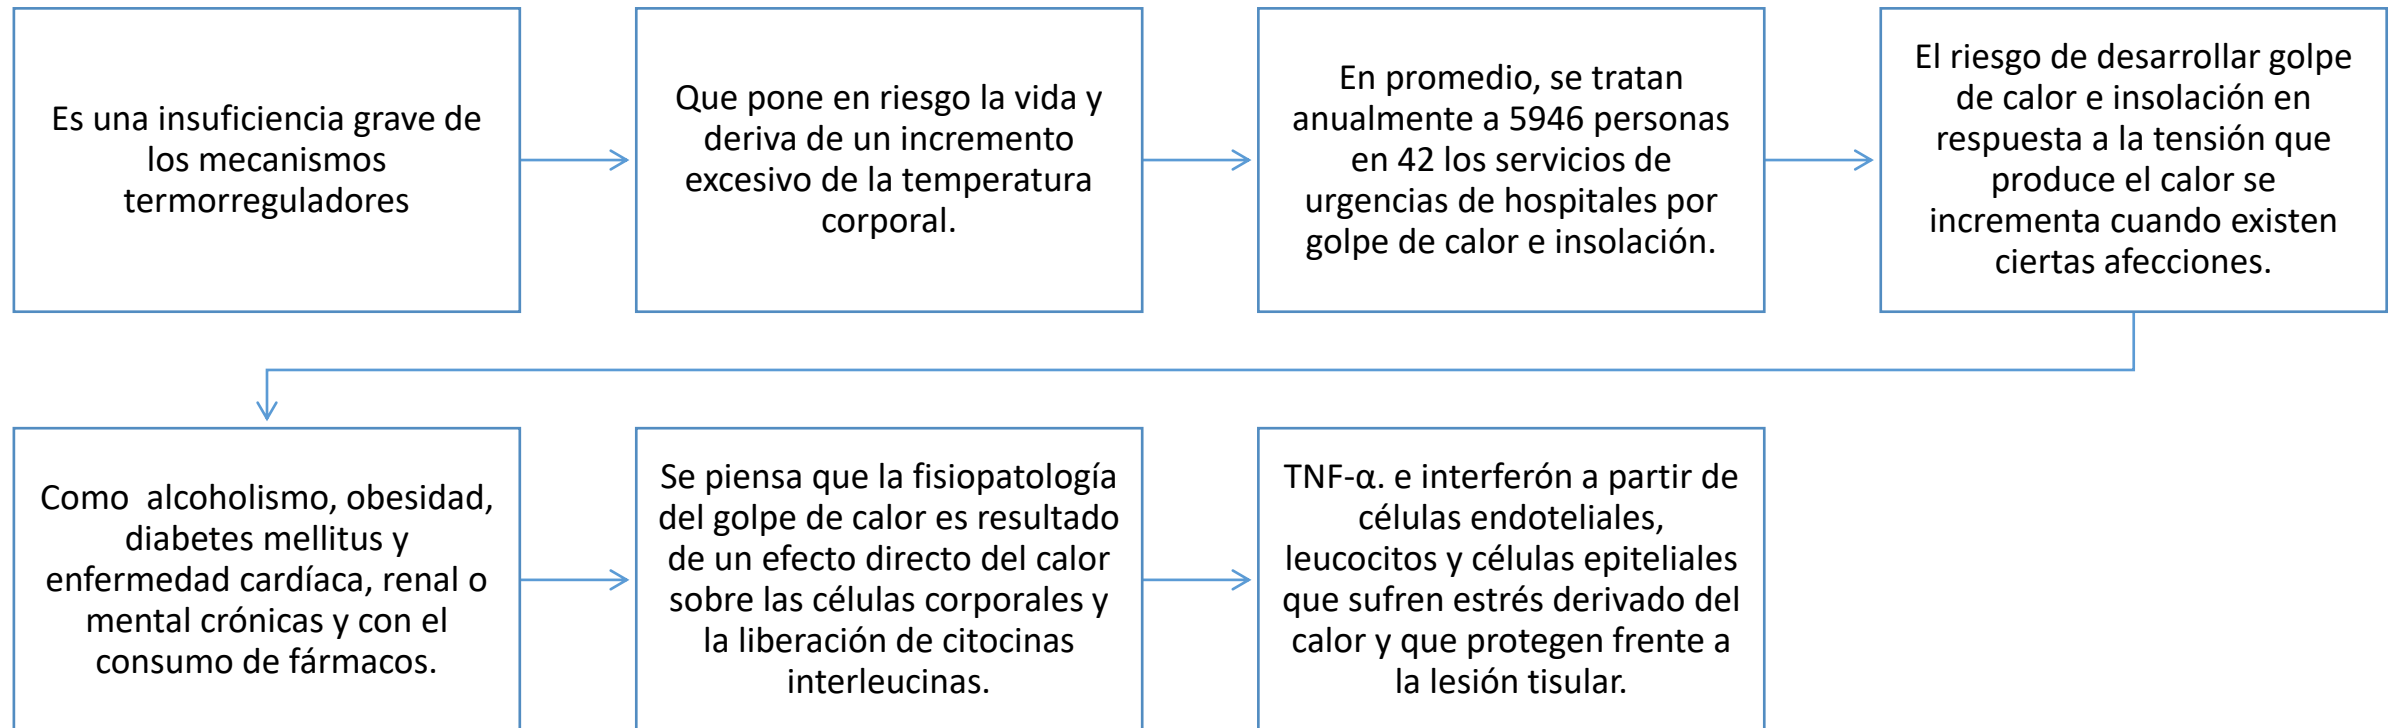 Es una insuficiencia grave de
los mecanismos
termorreguladores
Que pone en riesgo la vida y
deriva de un incremento
excesivo de la temperatura
corporal.
En promedio, se tratan
anualmente a 5946 personas
en 42 los servicios de
urgencias de hospitales por
golpe de calor e insolación.
El riesgo de desarrollar golpe
de calor e insolación en
respuesta a la tensión que
produce el calor se
incrementa cuando existen
ciertas afecciones.
Como  alcoholismo, obesidad,
diabetes mellitus y
enfermedad cardíaca, renal o
mental crónicas y con el
consumo de fármacos.
Se piensa que la fisiopatología
del golpe de calor es resultado
de un efecto directo del calor
sobre las células corporales y
la liberación de citocinas
interleucinas.
TNF-α. e interferón a partir de
células endoteliales,
leucocitos y células epiteliales
que sufren estrés derivado del
calor y que protegen frente a
la lesión tisular.